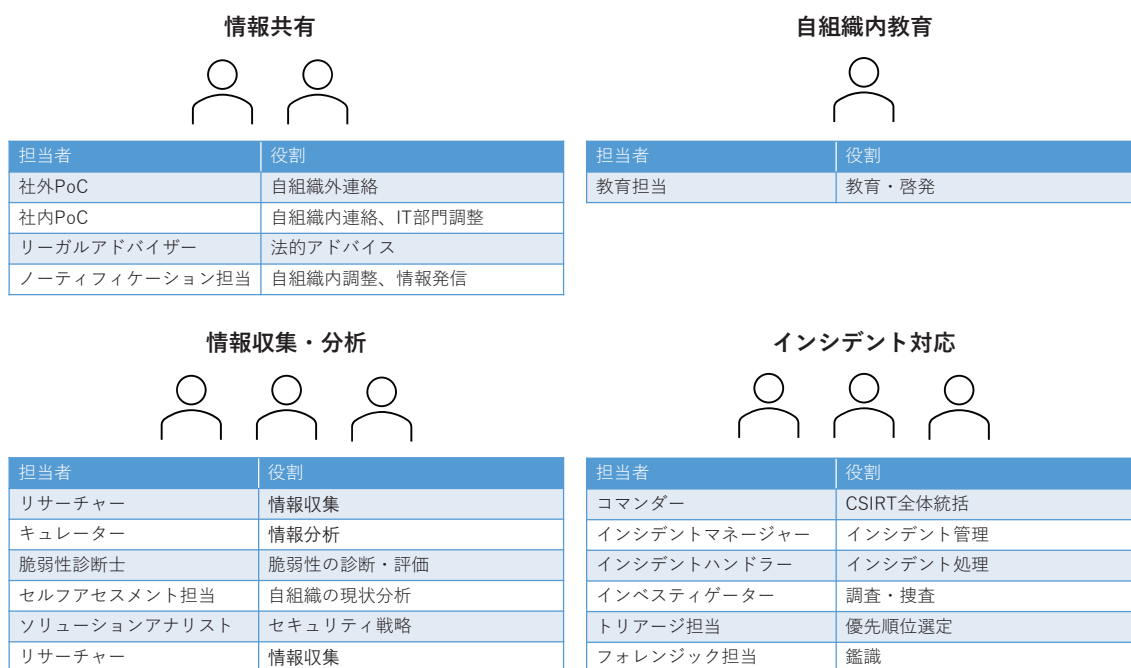 情報共有
担当者 役割
社外PoC 自組織外連絡
社内PoC 自組織内連絡、IT部門調整
リーガルアドバイザー 法的アドバイス
ノーティフィケーション担当 自組織内調整、情報発信
自組織内教育
担当者 役割
教育担当 教育・啓発
情報収集・分析
担当者 役割
リサーチャー 情報収集
キュレーター 情報分析
脆弱性診断士 脆弱性の診断・評価
セルフアセスメント担当 自組織の現状分析
ソリューションアナリスト セキュリティ戦略
リサーチャー 情報収集
インシデント対応
担当者 役割
コマンダー CSIRT全体統括
インシデントマネージャー インシデント管理
インシデントハンドラー インシデント処理
インベスティゲーター 調査・捜査
トリアージ担当 優先順位選定
フォレンジック担当 鑑識